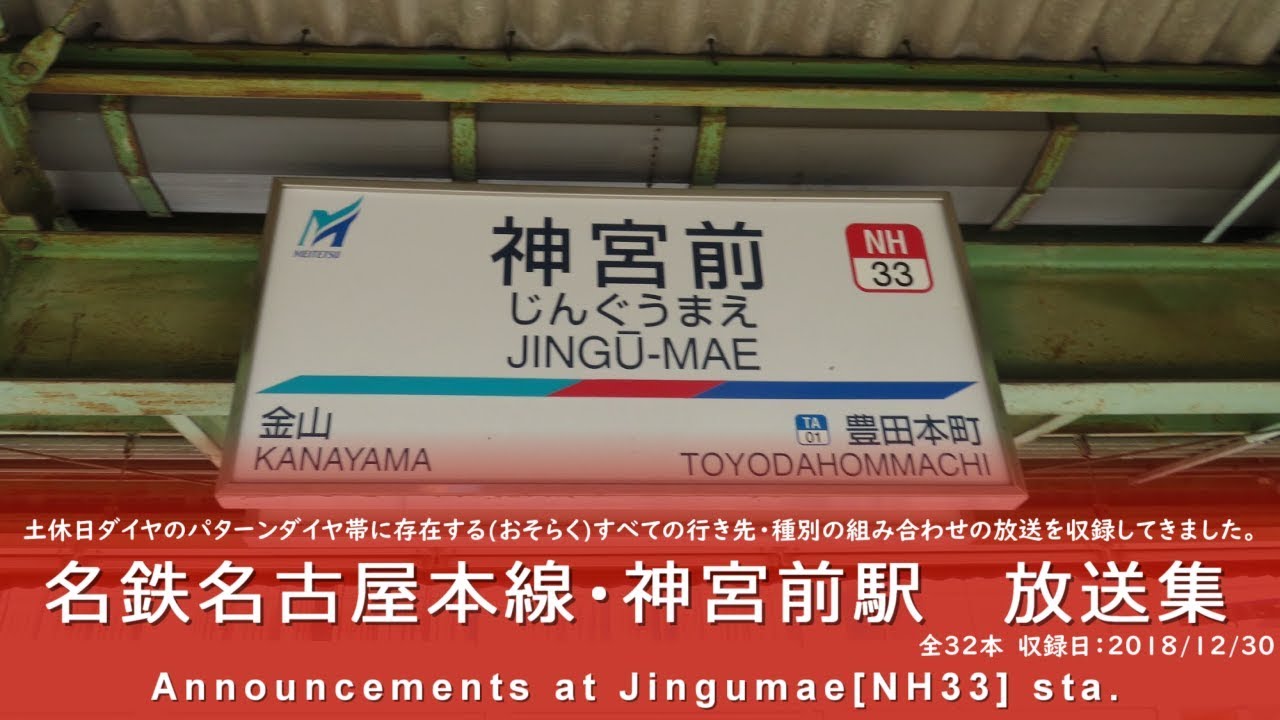 MEITETSU
神宮前
じんぐうまえ
JINGŪ-MAE
NH
33
金山
KANAYAMA
TA
01
豊田本町
TOYODAHOMMACHI
土休日ダイヤのパターンダイヤ帯に存在する(おそらく)すべての行き先・種別の組み合わせの放送を収録してきました。
名鉄名古屋本線・神宮前駅　放送集
全32本 収録日:2018/12/30
Announcements at Jingumae[NH33] sta.